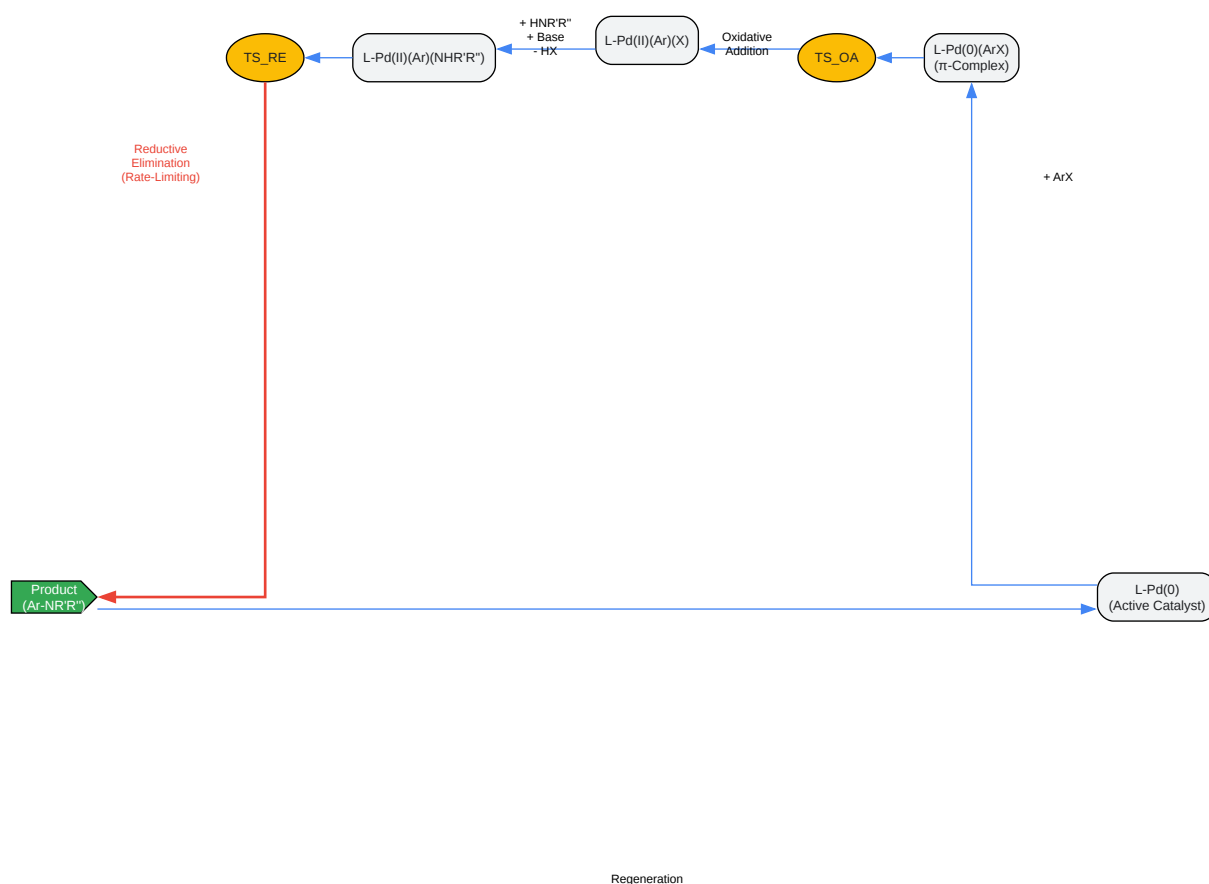 + HNR'R"
+ Base
- HX
TS_RE
L-Pd(II)(Ar)(NHR'R")
L-Pd(II)(Ar)(X)
Oxidative
Addition
TS_OA
L-Pd(0)(ArX)
(π-Complex)
Reductive
Elimination
(Rate-Limiting)
+ ArX
Product
(Ar-NR'R")
L-Pd(0)
(Active Catalyst)
Regeneration